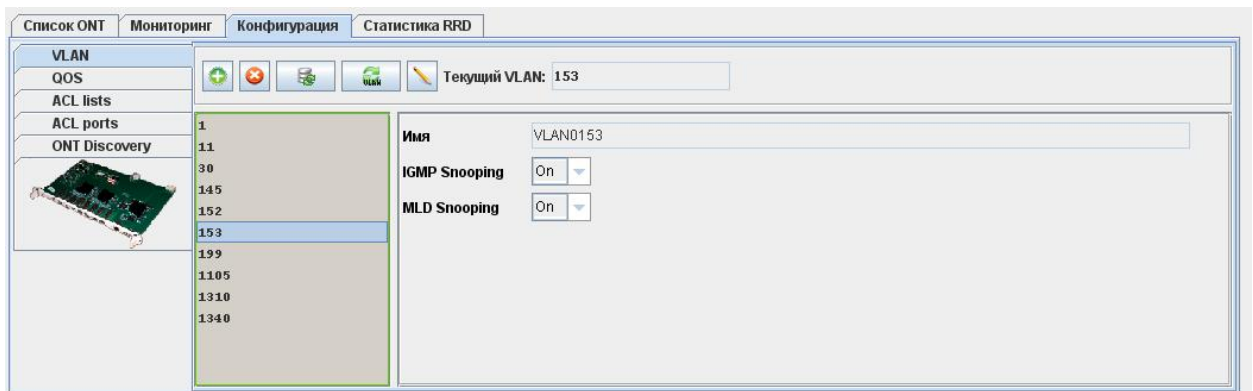 Список ONT Мониторинг Конфигурация Статистика RRD
VLAN
QOS
ACL lists
ACL ports
ONT Discovery
VLAN Текущий VLAN: 153
1
11
30
145
152
153
199
1105
1310
1340
Имя VLAN0153
IGMP Snooping On
MLD Snooping On